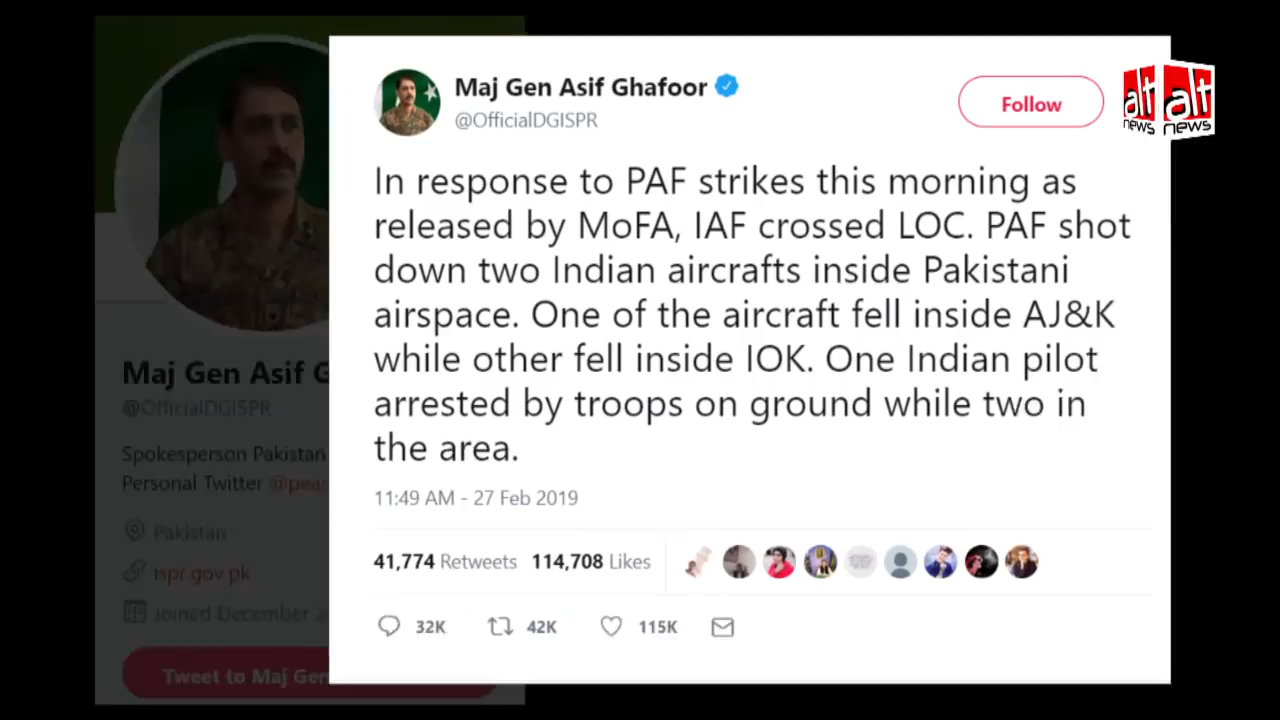 Maj Gen Asif Ghafoor
@OfficialDGISPR
Follow
alt alt
news news
In response to PAF strikes this morning as
released by MoFA, IAF crossed LOC. PAF shot
down two Indian aircrafts inside Pakistani
airspace. One of the aircraft fell inside AJ&K
while other fell inside IOK. One Indian pilot
arrested by troops on ground while two in
the area.
11:49 AM - 27 Feb 2019
41,774 Retweets 114,708 Likes
32K 42K 115K
Maj Gen Asif G
@OfficialDGISPR
Spokesperson Pakistan
Personal Twitter @pea
Pakistan
ispr.gov.pk
Joined December
Tweet to Maj Gen